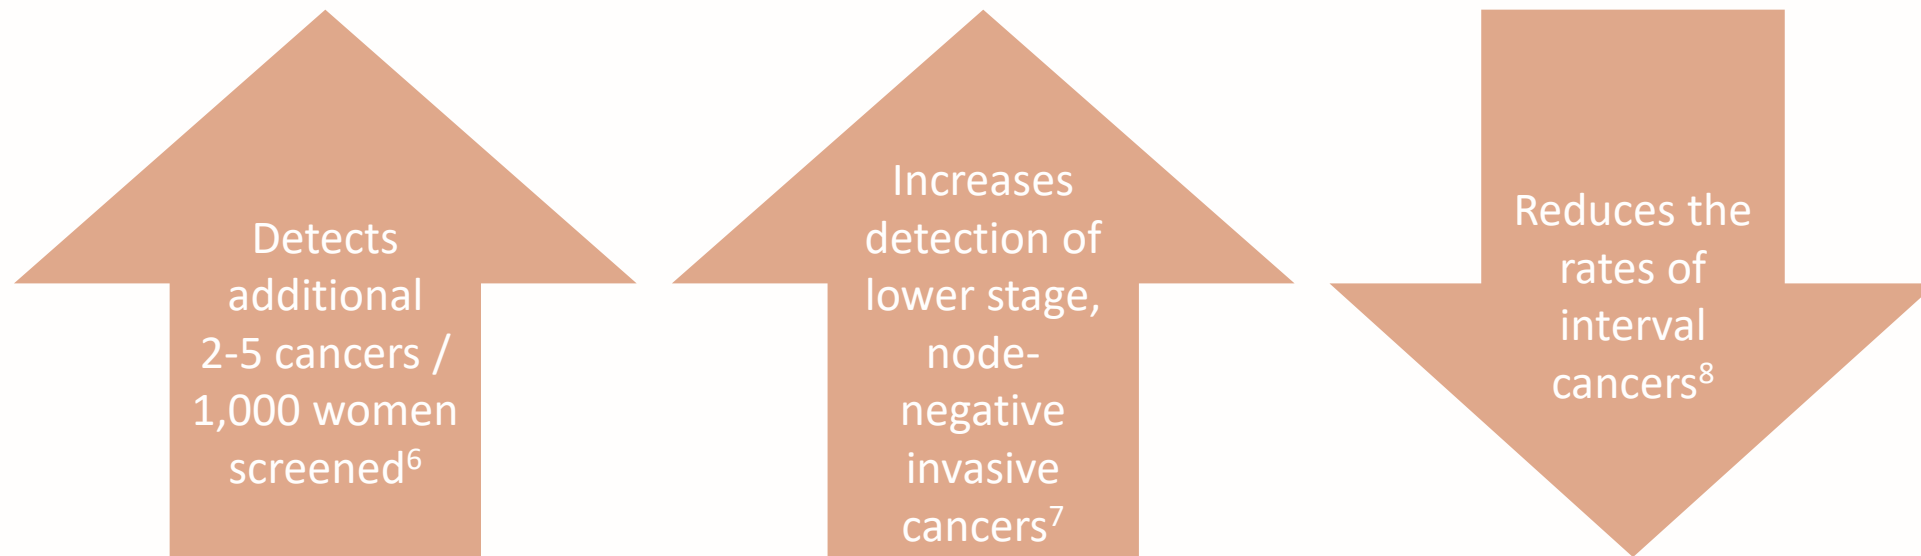 Detects
additional
2-5 cancers /
1,000 women
screened⁶
Increases
detection of
lower stage,
node-
negative
invasive
cancers⁷
Reduces the
rates of
interval
cancers⁸